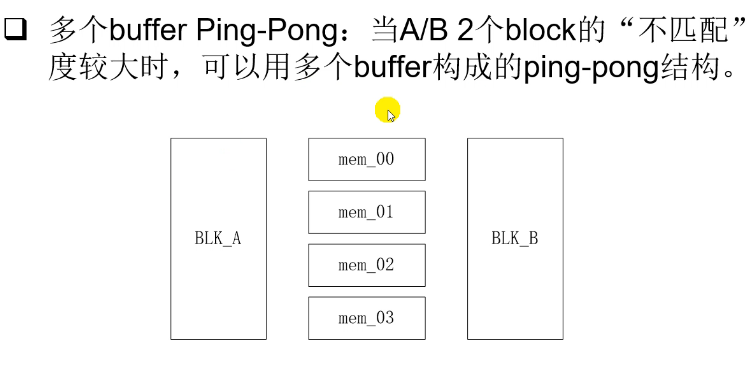 多个buffer Ping-Pong：当A/B 2个block的“不匹配”
度较大时，可以用多个buffer构成的ping-pong结构。
mem_00
mem_01
BLK_A
BLK_B
mem_02
mem_03